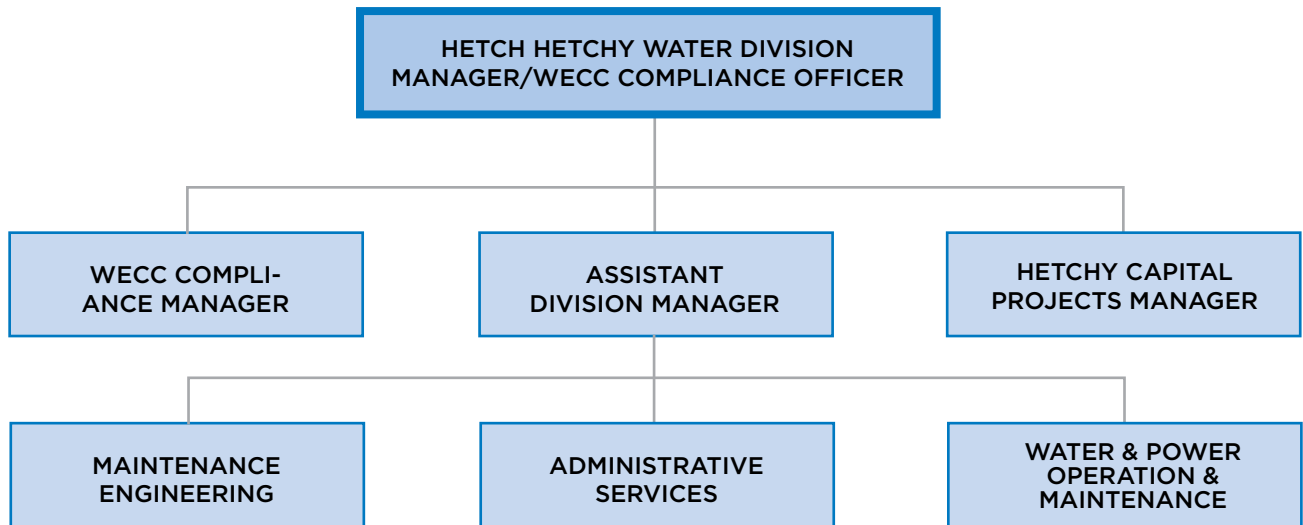 HETCH HETCHY WATER DIVISION
MANAGER/WECC COMPLIANCE OFFICER
WECC COMPLI-
ANCE MANAGER
ASSISTANT
DIVISION MANAGER
HETCHY CAPITAL
PROJECTS MANAGER
MAINTENANCE
ENGINEERING
ADMINISTRATIVE
SERVICES
WATER & POWER
OPERATION &
MAINTENANCE